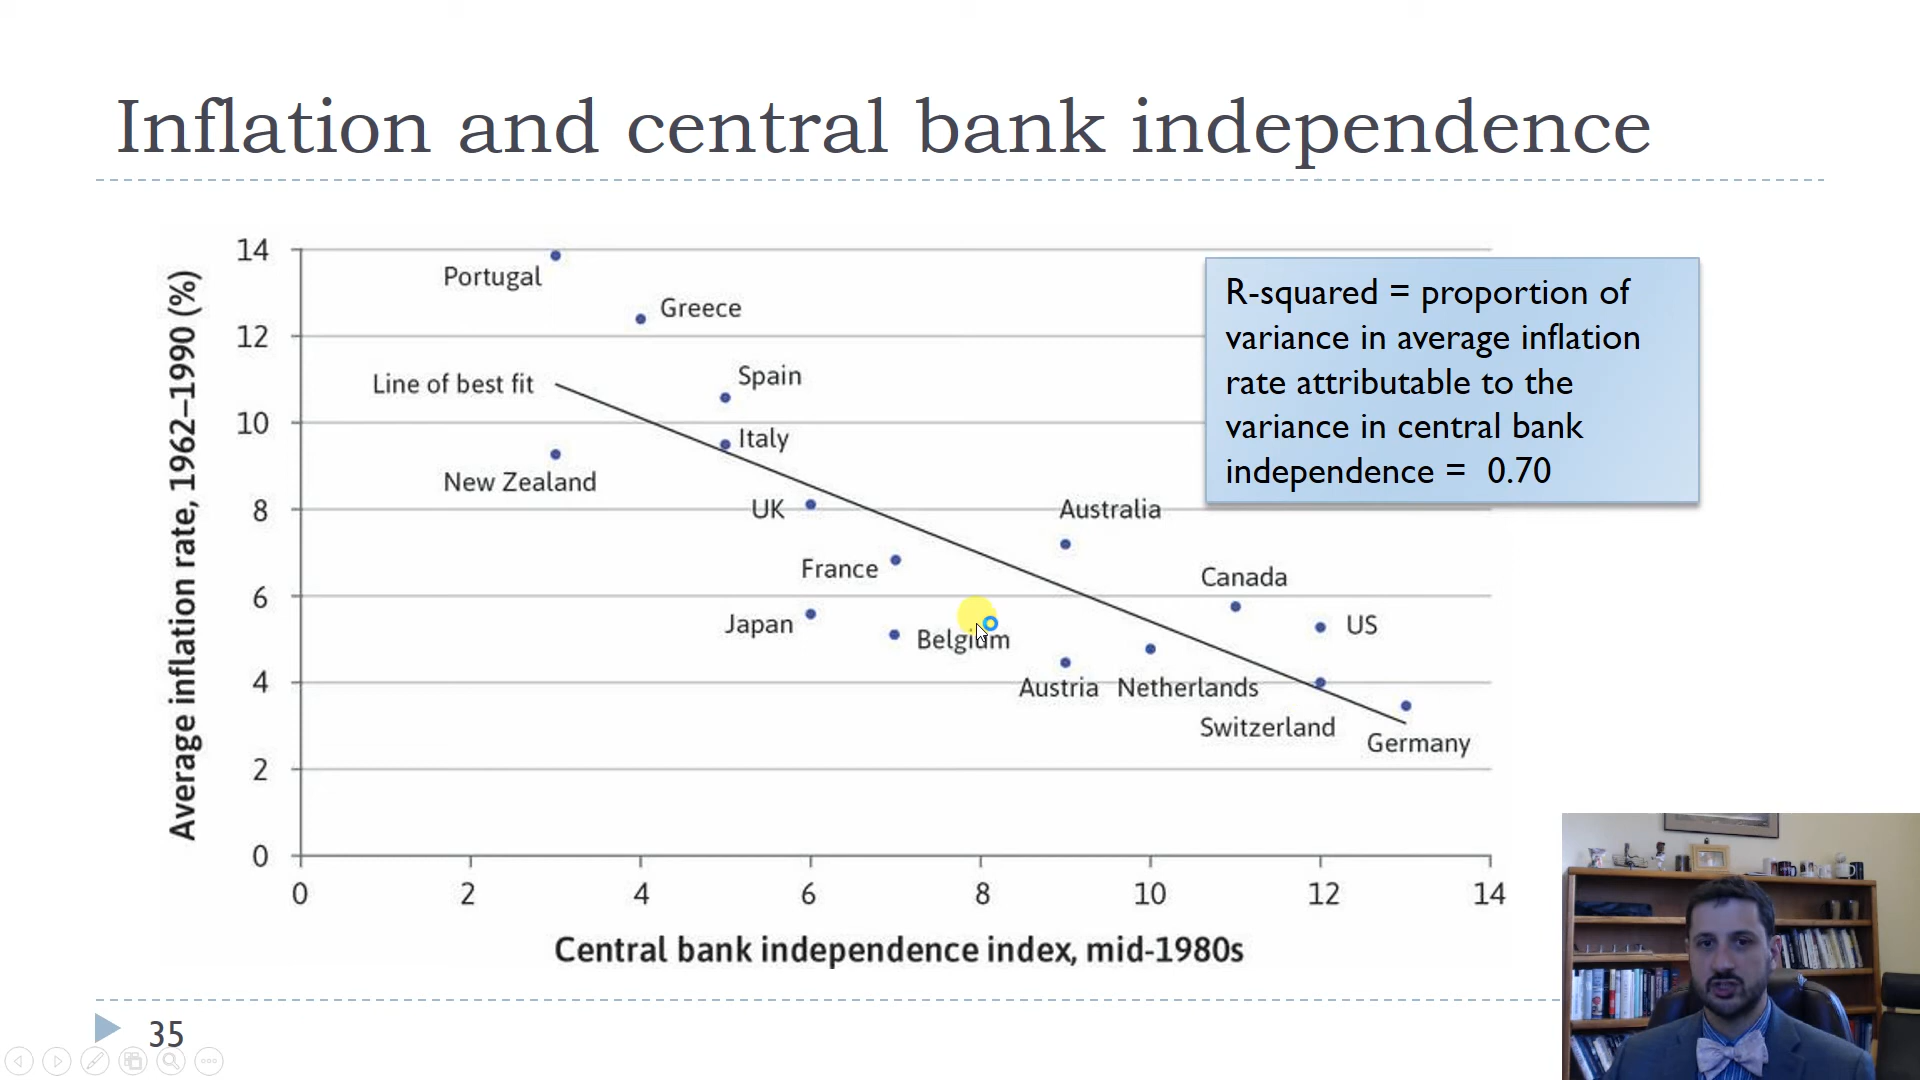 Inflation and central bank independence
14
Portugal
Greece
12
Line of best fit
Spain
10
Italy
New Zealand
UK
8
Australia
France
Canada
6
Japan
Belgium
US
4
Austria
Netherlands
Switzerland
Germany
2
0
0 2 4 6 8 10 12 14
Average inflation rate, 1962–1990 (%)
Central bank independence index, mid-1980s
R-squared = proportion of
variance in average inflation
rate attributable to the
variance in central bank
independence = 0.70
35